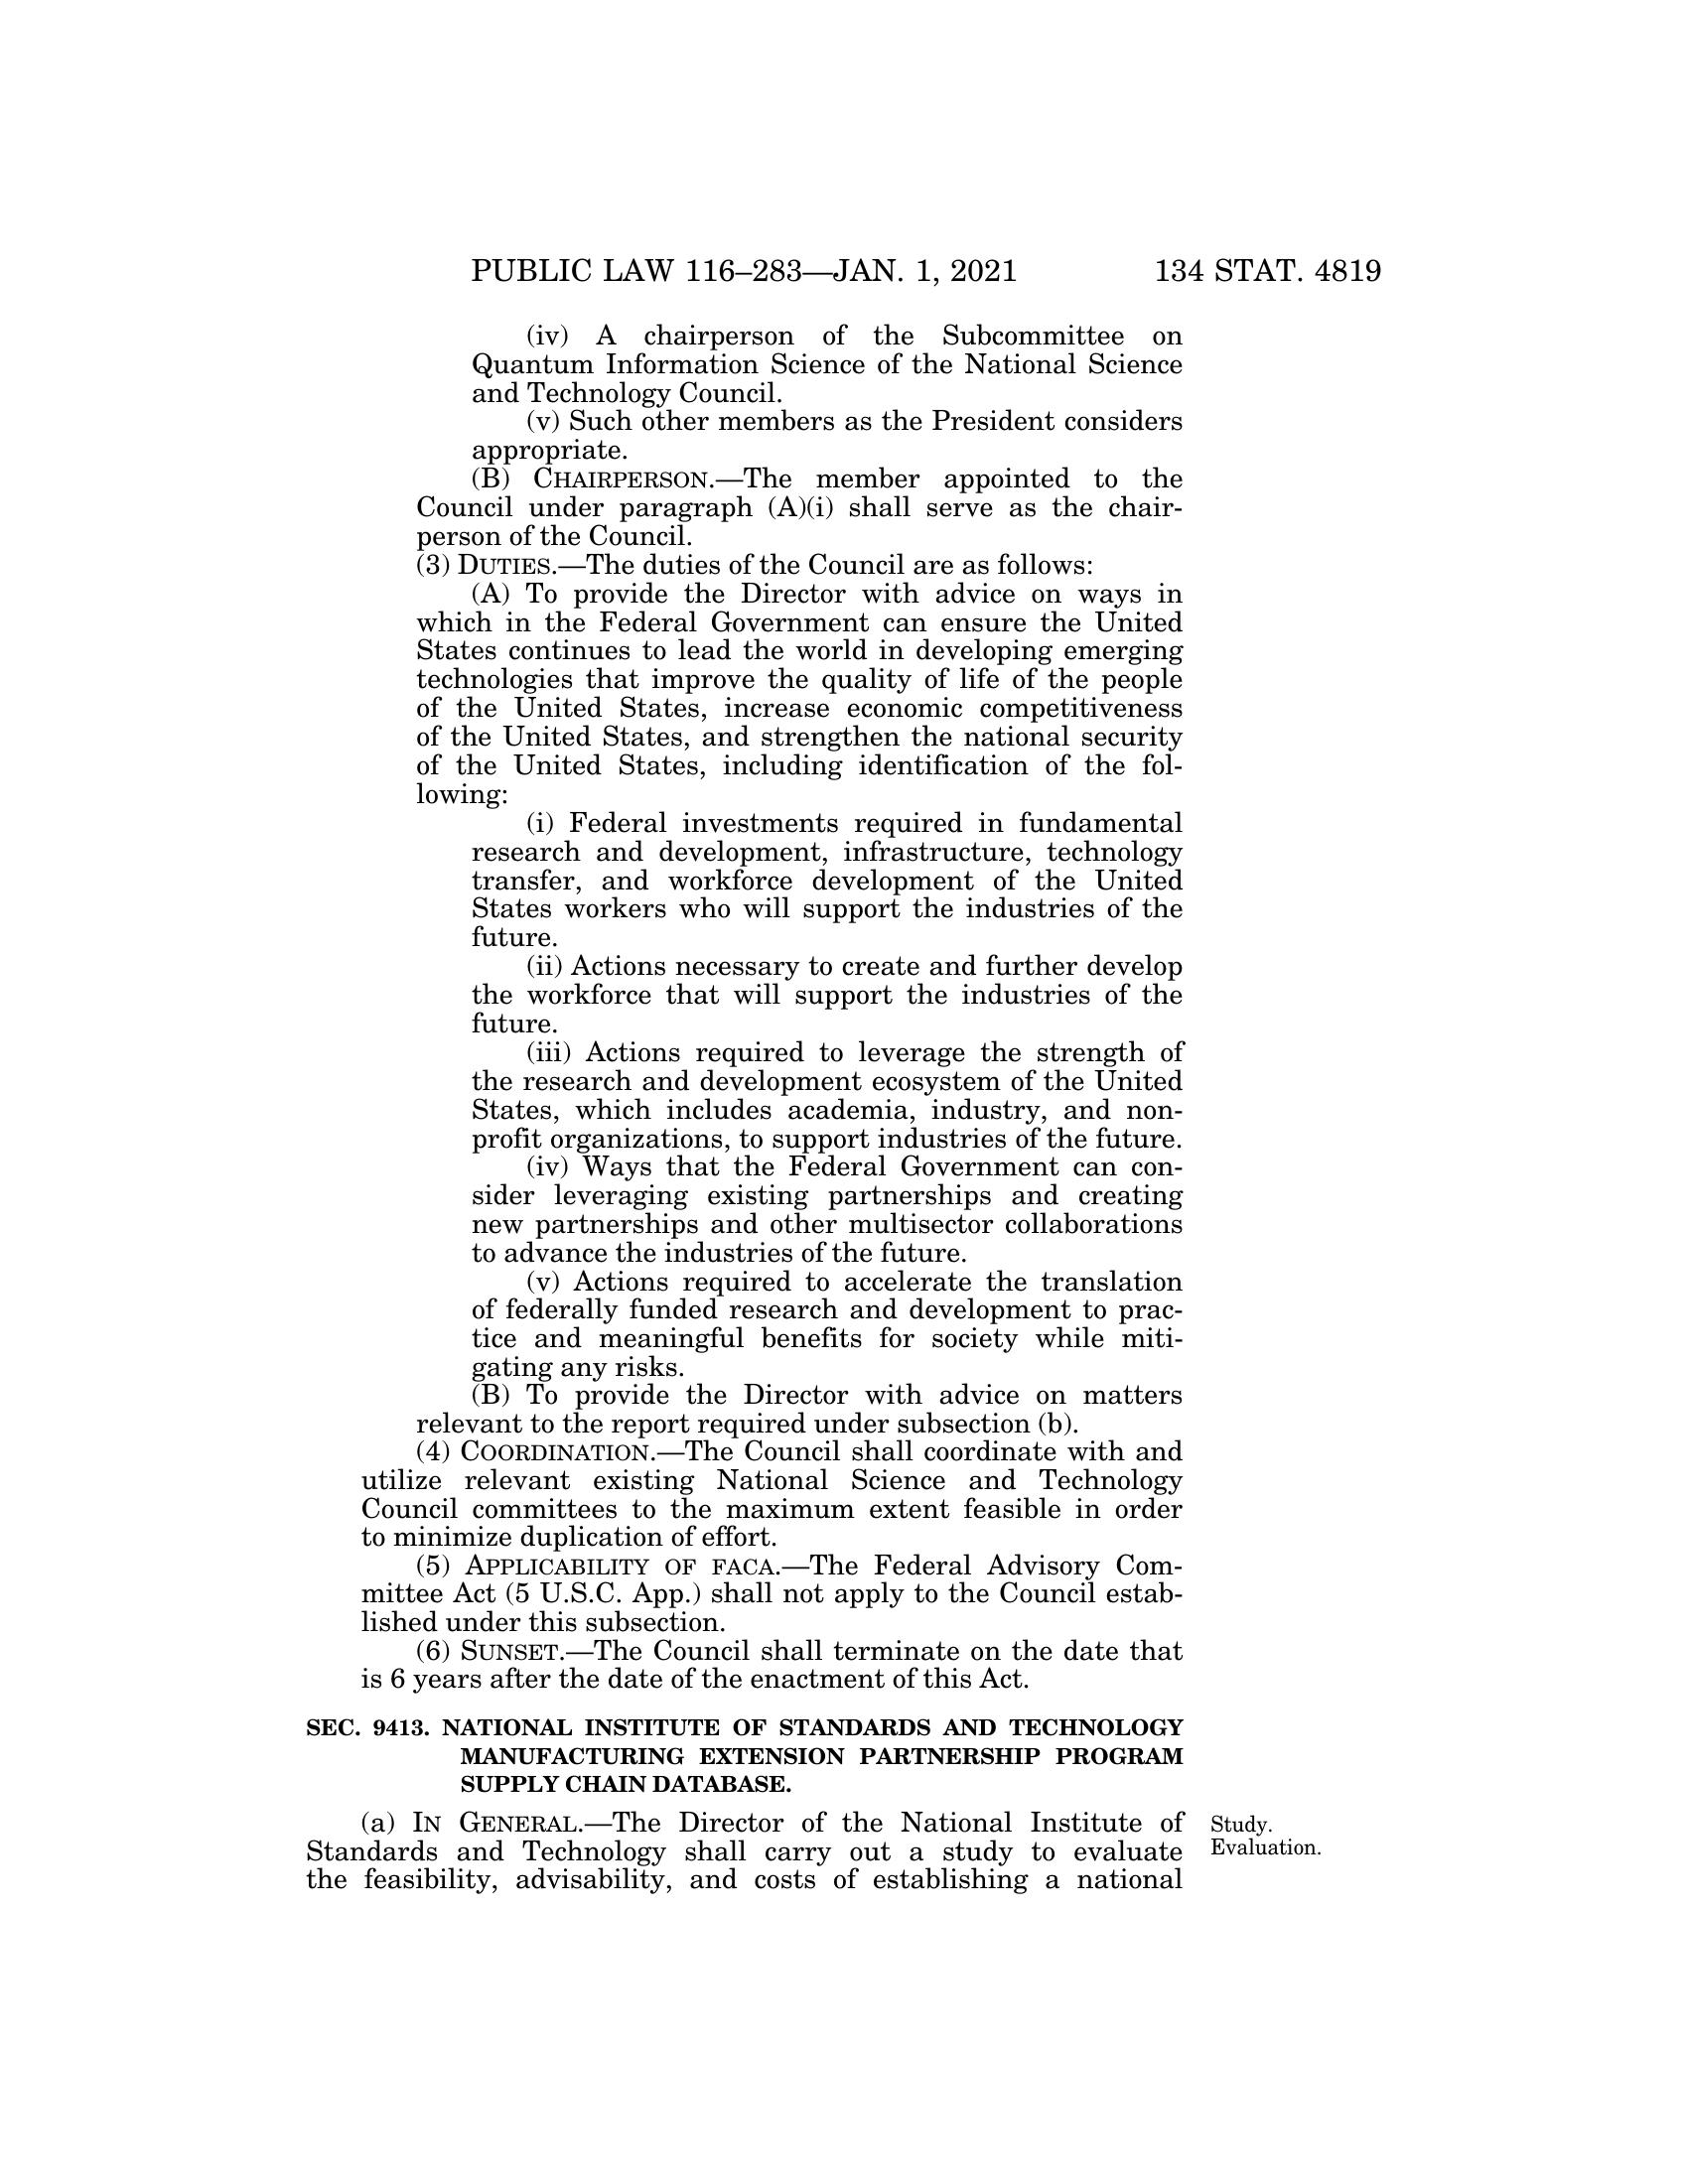 PUBLIC LAW 116–283—JAN. 1, 2021 134 STAT. 4819
(iv) A chairperson of the Subcommittee on
Quantum Information Science of the National Science
and Technology Council.
(v) Such other members as the President considers
appropriate.
(B) CHAIRPERSON.—The member appointed to the
Council under paragraph (A)(i) shall serve as the chair-
person of the Council.
(3) DUTIES.—The duties of the Council are as follows:
(A) To provide the Director with advice on ways in
which in the Federal Government can ensure the United
States continues to lead the world in developing emerging
technologies that improve the quality of life of the people
of the United States, increase economic competitiveness
of the United States, and strengthen the national security
of the United States, including identification of the fol-
lowing:
(i) Federal investments required in fundamental
research and development, infrastructure, technology
transfer, and workforce development of the United
States workers who will support the industries of the
future.
(ii) Actions necessary to create and further develop
the workforce that will support the industries of the
future.
(iii) Actions required to leverage the strength of
the research and development ecosystem of the United
States, which includes academia, industry, and non-
profit organizations, to support industries of the future.
(iv) Ways that the Federal Government can con-
sider leveraging existing partnerships and creating
new partnerships and other multisector collaborations
to advance the industries of the future.
(v) Actions required to accelerate the translation
of federally funded research and development to prac-
tice and meaningful benefits for society while miti-
gating any risks.
(B) To provide the Director with advice on matters
relevant to the report required under subsection (b).
(4) COORDINATION.—The Council shall coordinate with and
utilize relevant existing National Science and Technology
Council committees to the maximum extent feasible in order
to minimize duplication of effort.
(5) APPLICABILITY OF FACA.—The Federal Advisory Com-
mittee Act (5 U.S.C. App.) shall not apply to the Council estab-
lished under this subsection.
(6) SUNSET.—The Council shall terminate on the date that
is 6 years after the date of the enactment of this Act.
SEC. 9413. NATIONAL INSTITUTE OF STANDARDS AND TECHNOLOGY
MANUFACTURING EXTENSION PARTNERSHIP PROGRAM
SUPPLY CHAIN DATABASE.
(a) IN GENERAL.—The Director of the National Institute of
Standards and Technology shall carry out a study to evaluate
the feasibility, advisability, and costs of establishing a national
Study.
Evaluation.